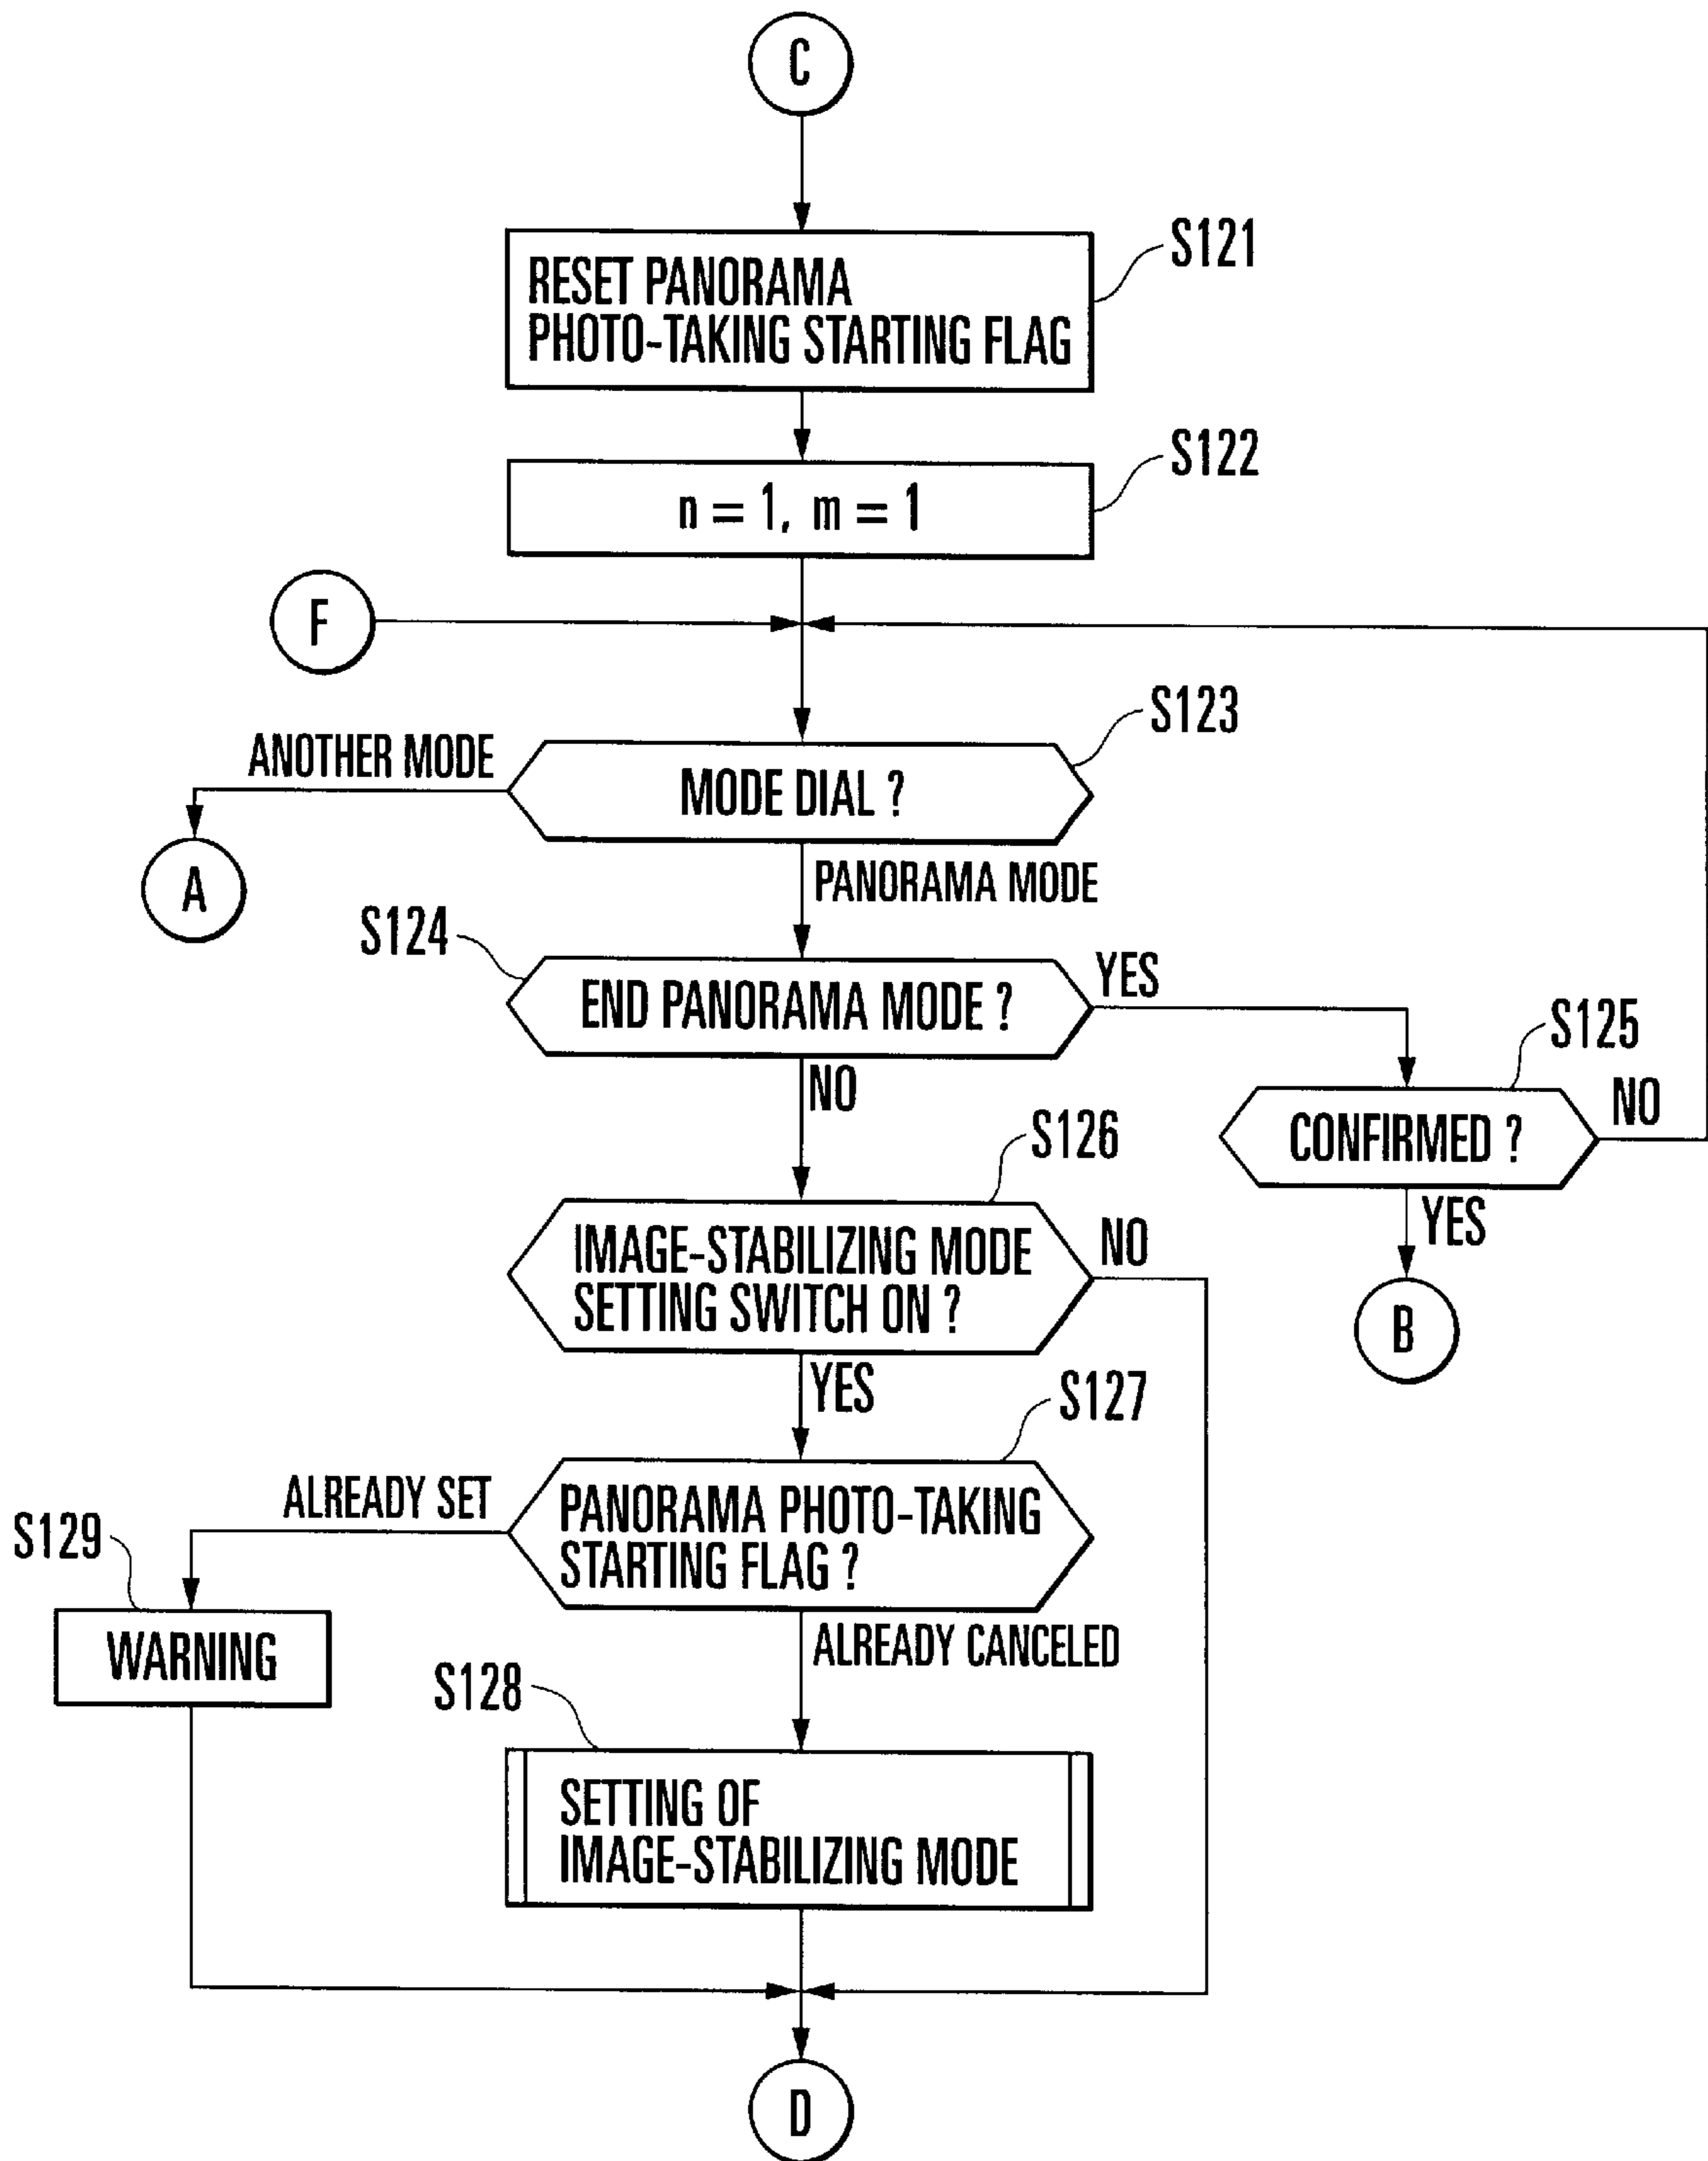 C
S121
RESET PANORAMA
PHOTO-TAKING STARTING FLAG
S122
n = 1, m = 1
F
S123
ANOTHER MODE
MODE DIAL ?
A
PANORAMA MODE
S124
END PANORAMA MODE ?
YES
S125
NO
CONFIRMED ?
NO
YES
B
S126
IMAGE-STABILIZING MODE
SETTING SWITCH ON ?
NO
YES
S127
ALREADY SET
PANORAMA PHOTO-TAKING
STARTING FLAG ?
S129
WARNING
ALREADY CANCELED
S128
SETTING OF
IMAGE-STABILIZING MODE
D